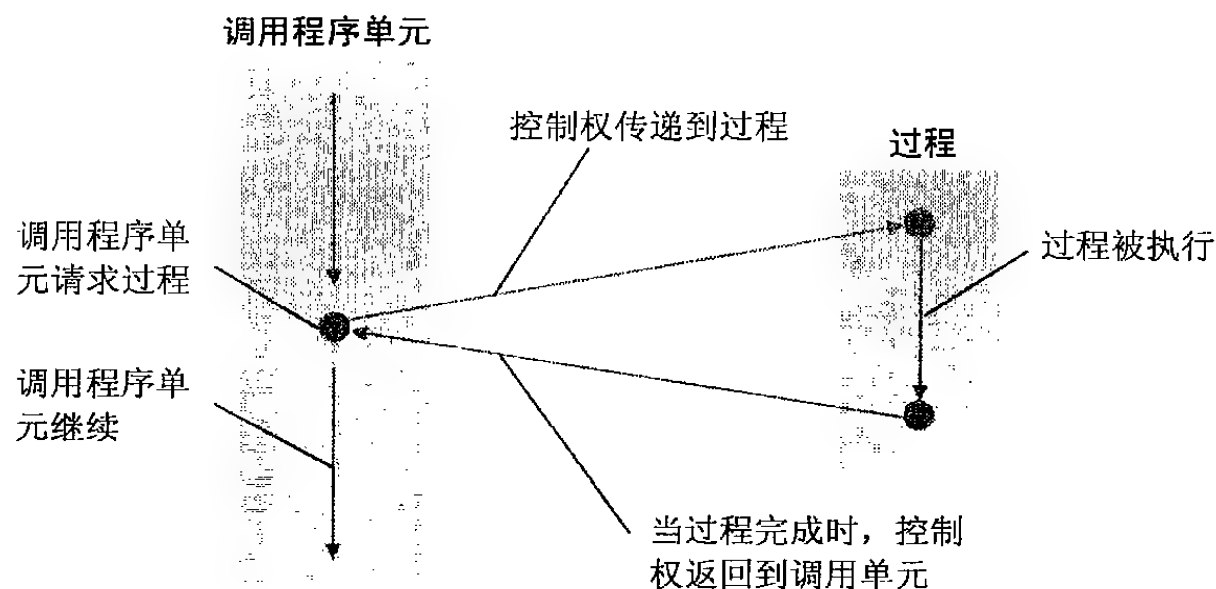 调用程序单元
控制权传递到过程
过程
调用程序单
元请求过程
过程被执行
调用程序单
元继续
当过程完成时，控制
权返回到调用单元